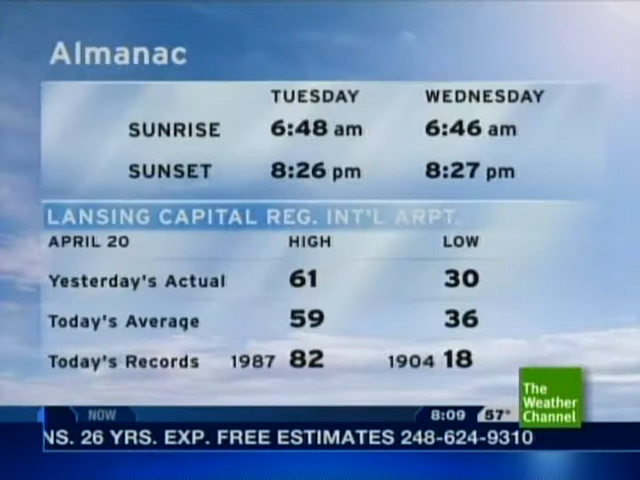 Almanac
TUESDAY WEDNESDAY
SUNRISE 6:48 am 6:46 am
SUNSET 8:26 pm 8:27 pm
LANSING CAPITAL REG. INT'L ARPT.
APRIL 20 HIGH LOW
Yesterday's Actual 61 30
Today's Average 59 36
Today's Records 1987 82 1904 18
The
Weather
Channel
NOW 8:09 57°
NS. 26 YRS. EXP. FREE ESTIMATES 248-624-9310